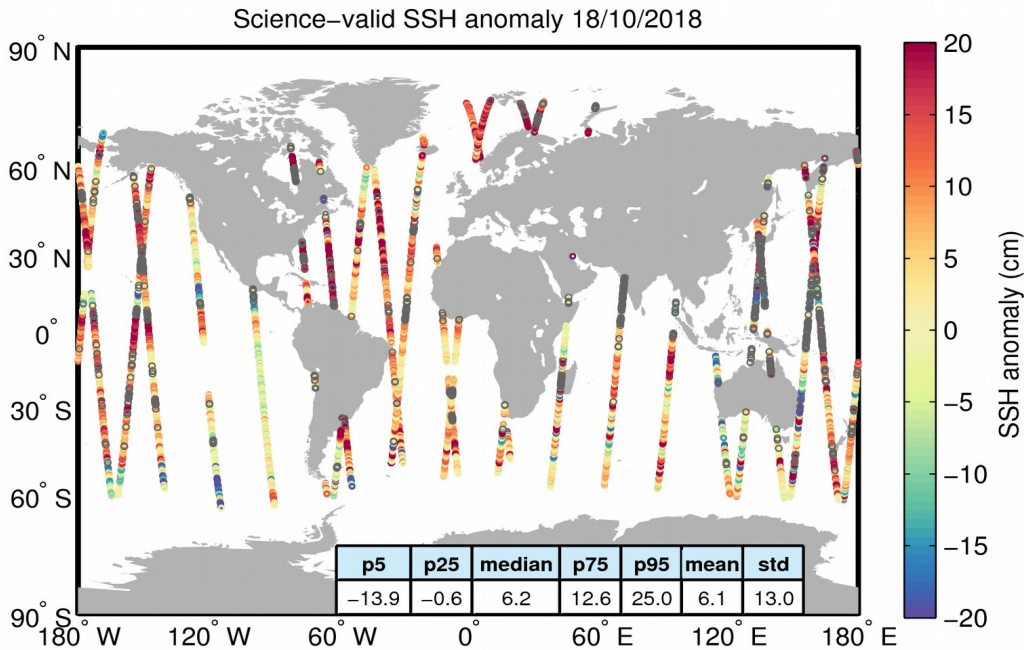 Science−valid SSH anomaly 18/10/2018
90° N
60° N
30° N
0°
30° S
60° S
90° S
180° W
120° W
60° W
0°
60° E
120° E
180° E
p5 p25 median p75 p95 mean std
−13.9 −0.6 6.2 12.6 25.0 6.1 13.0
20
15
10
5
0
−5
−10
−15
−20
SSH anomaly (cm)